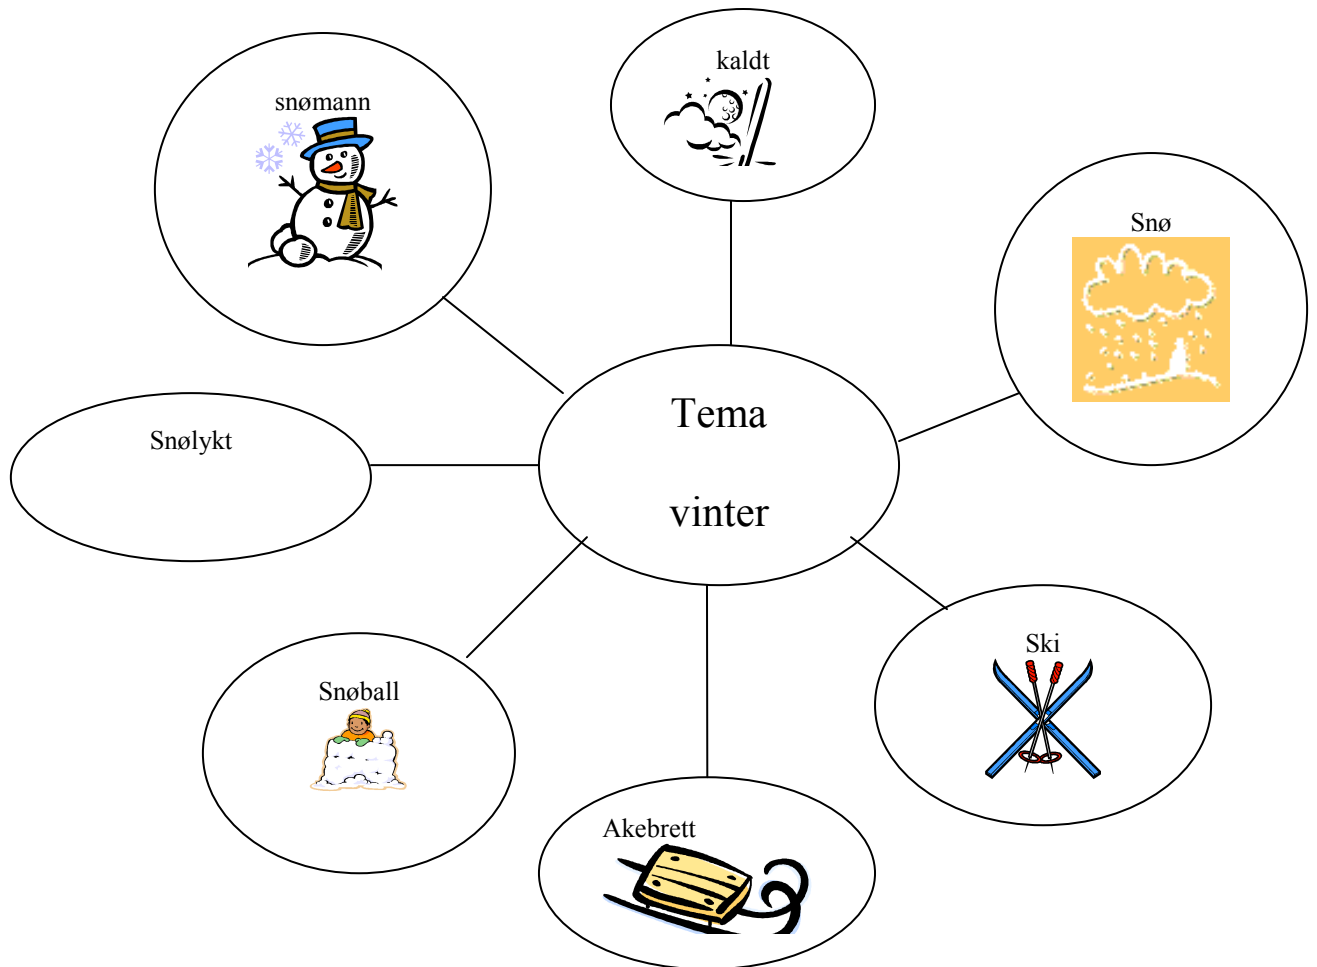 kaldt
snømann
Snø
Tema
vinter
Snølykt
Ski
Snøball
Akebrett